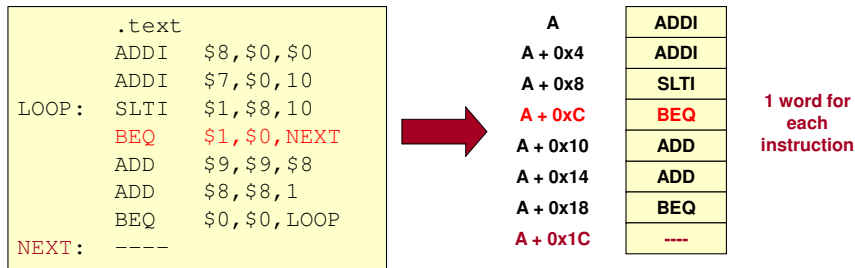 .text
ADDI $8,$0,$0
ADDI $7,$0,10
LOOP: SLTI $1,$8,10
BEQ $1,$0,NEXT
ADD $9,$9,$8
ADD $8,$8,1
BEQ $0,$0,LOOP
NEXT: ----
A ADDI
A + 0x4 ADDI
A + 0x8 SLTI
A + 0xC BEQ
A + 0x10 ADD
A + 0x14 ADD
A + 0x18 BEQ
A + 0x1C ----
1 word for
each
instruction